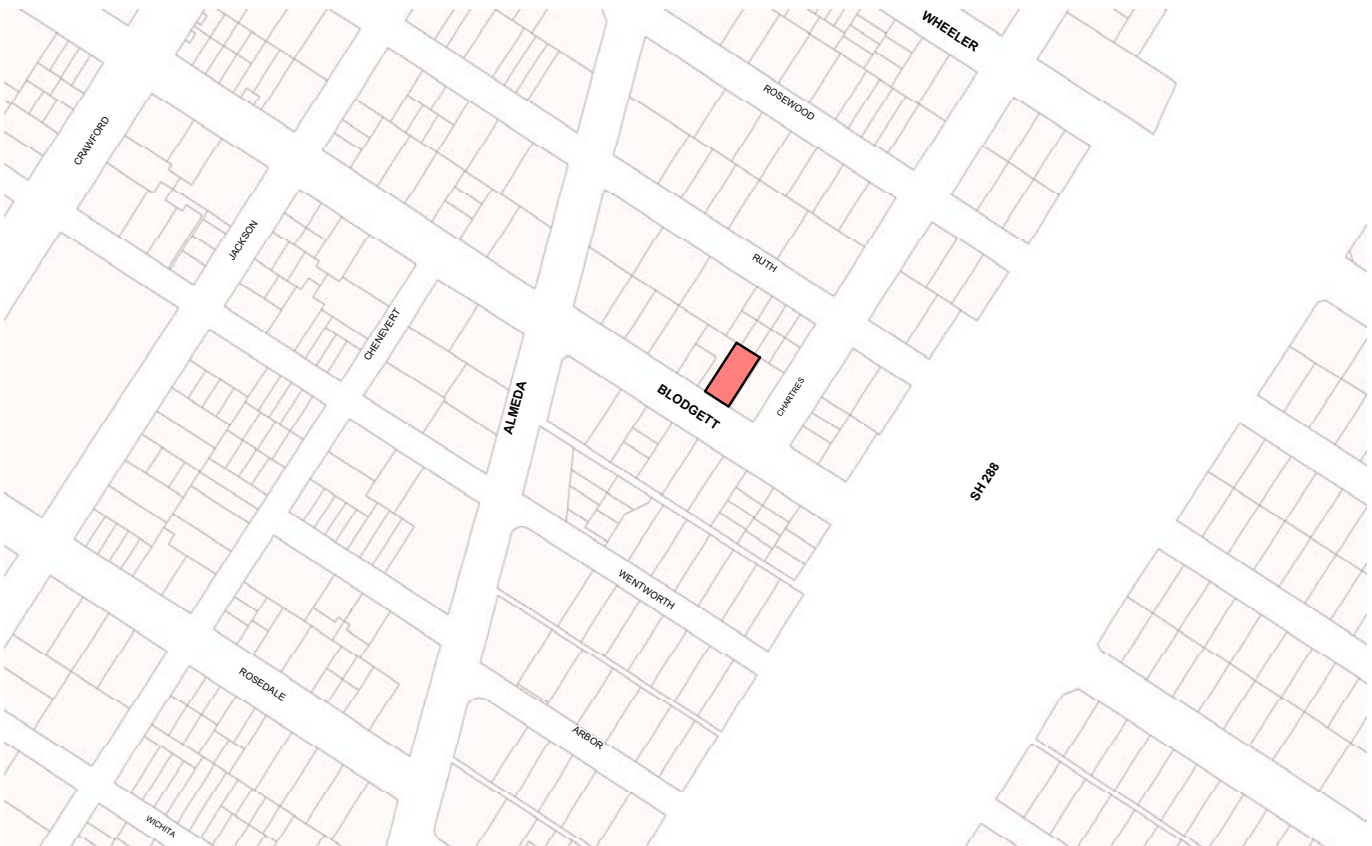 WHEELER
ROSEWOOD
CRAWFORD
JACKSON
RUTH
CHENEVERT
ALMEDA
BLODGETT
CHARTRES
SH 288
WENTWORTH
ROSEDALE
ARBOR
WICHITA